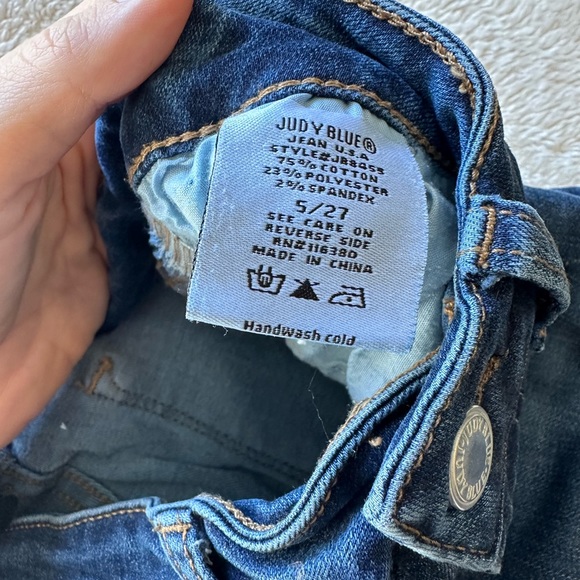 JUDY BLUE®
JEAN U.S.A
STYLE#JB8055
75% COTTON
23% POLYESTER
2% SPANDEX
5/27
SEE CARE ON
REVERSE SIDE
RN#116380
MADE IN CHINA
Handwash cold